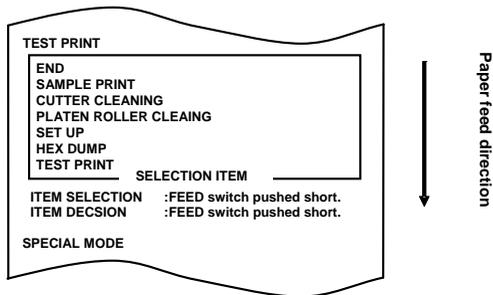 TEST PRINT
END
SAMPLE PRINT
CUTTER CLEANING
PLATEN ROLLER CLEAING
SET UP
HEX DUMP
TEST PRINT
SELECTION ITEM
ITEM SELECTION :FEED switch pushed short.
ITEM DECSION :FEED switch pushed short.
SPECIAL MODE
Paper feed direction